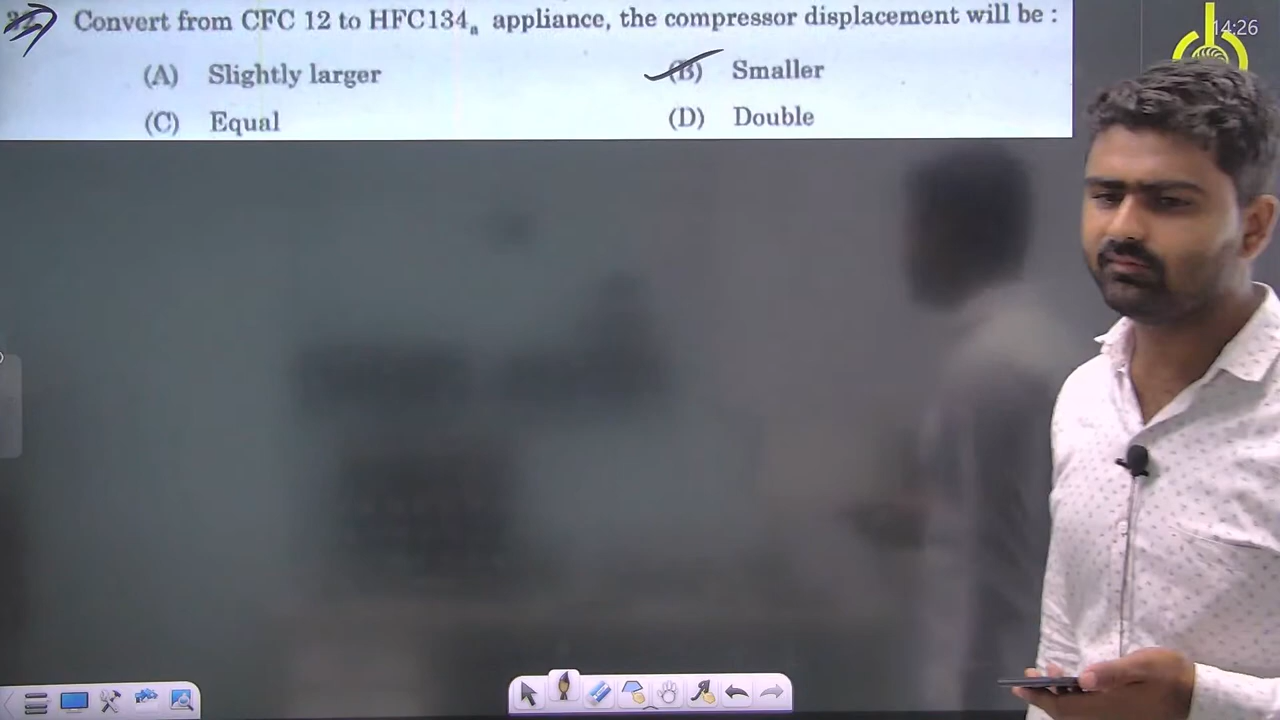 Convert from CFC 12 to HFC134a appliance, the compressor displacement will be :
(A) Slightly larger
(B) Smaller
(C) Equal
(D) Double
14:26